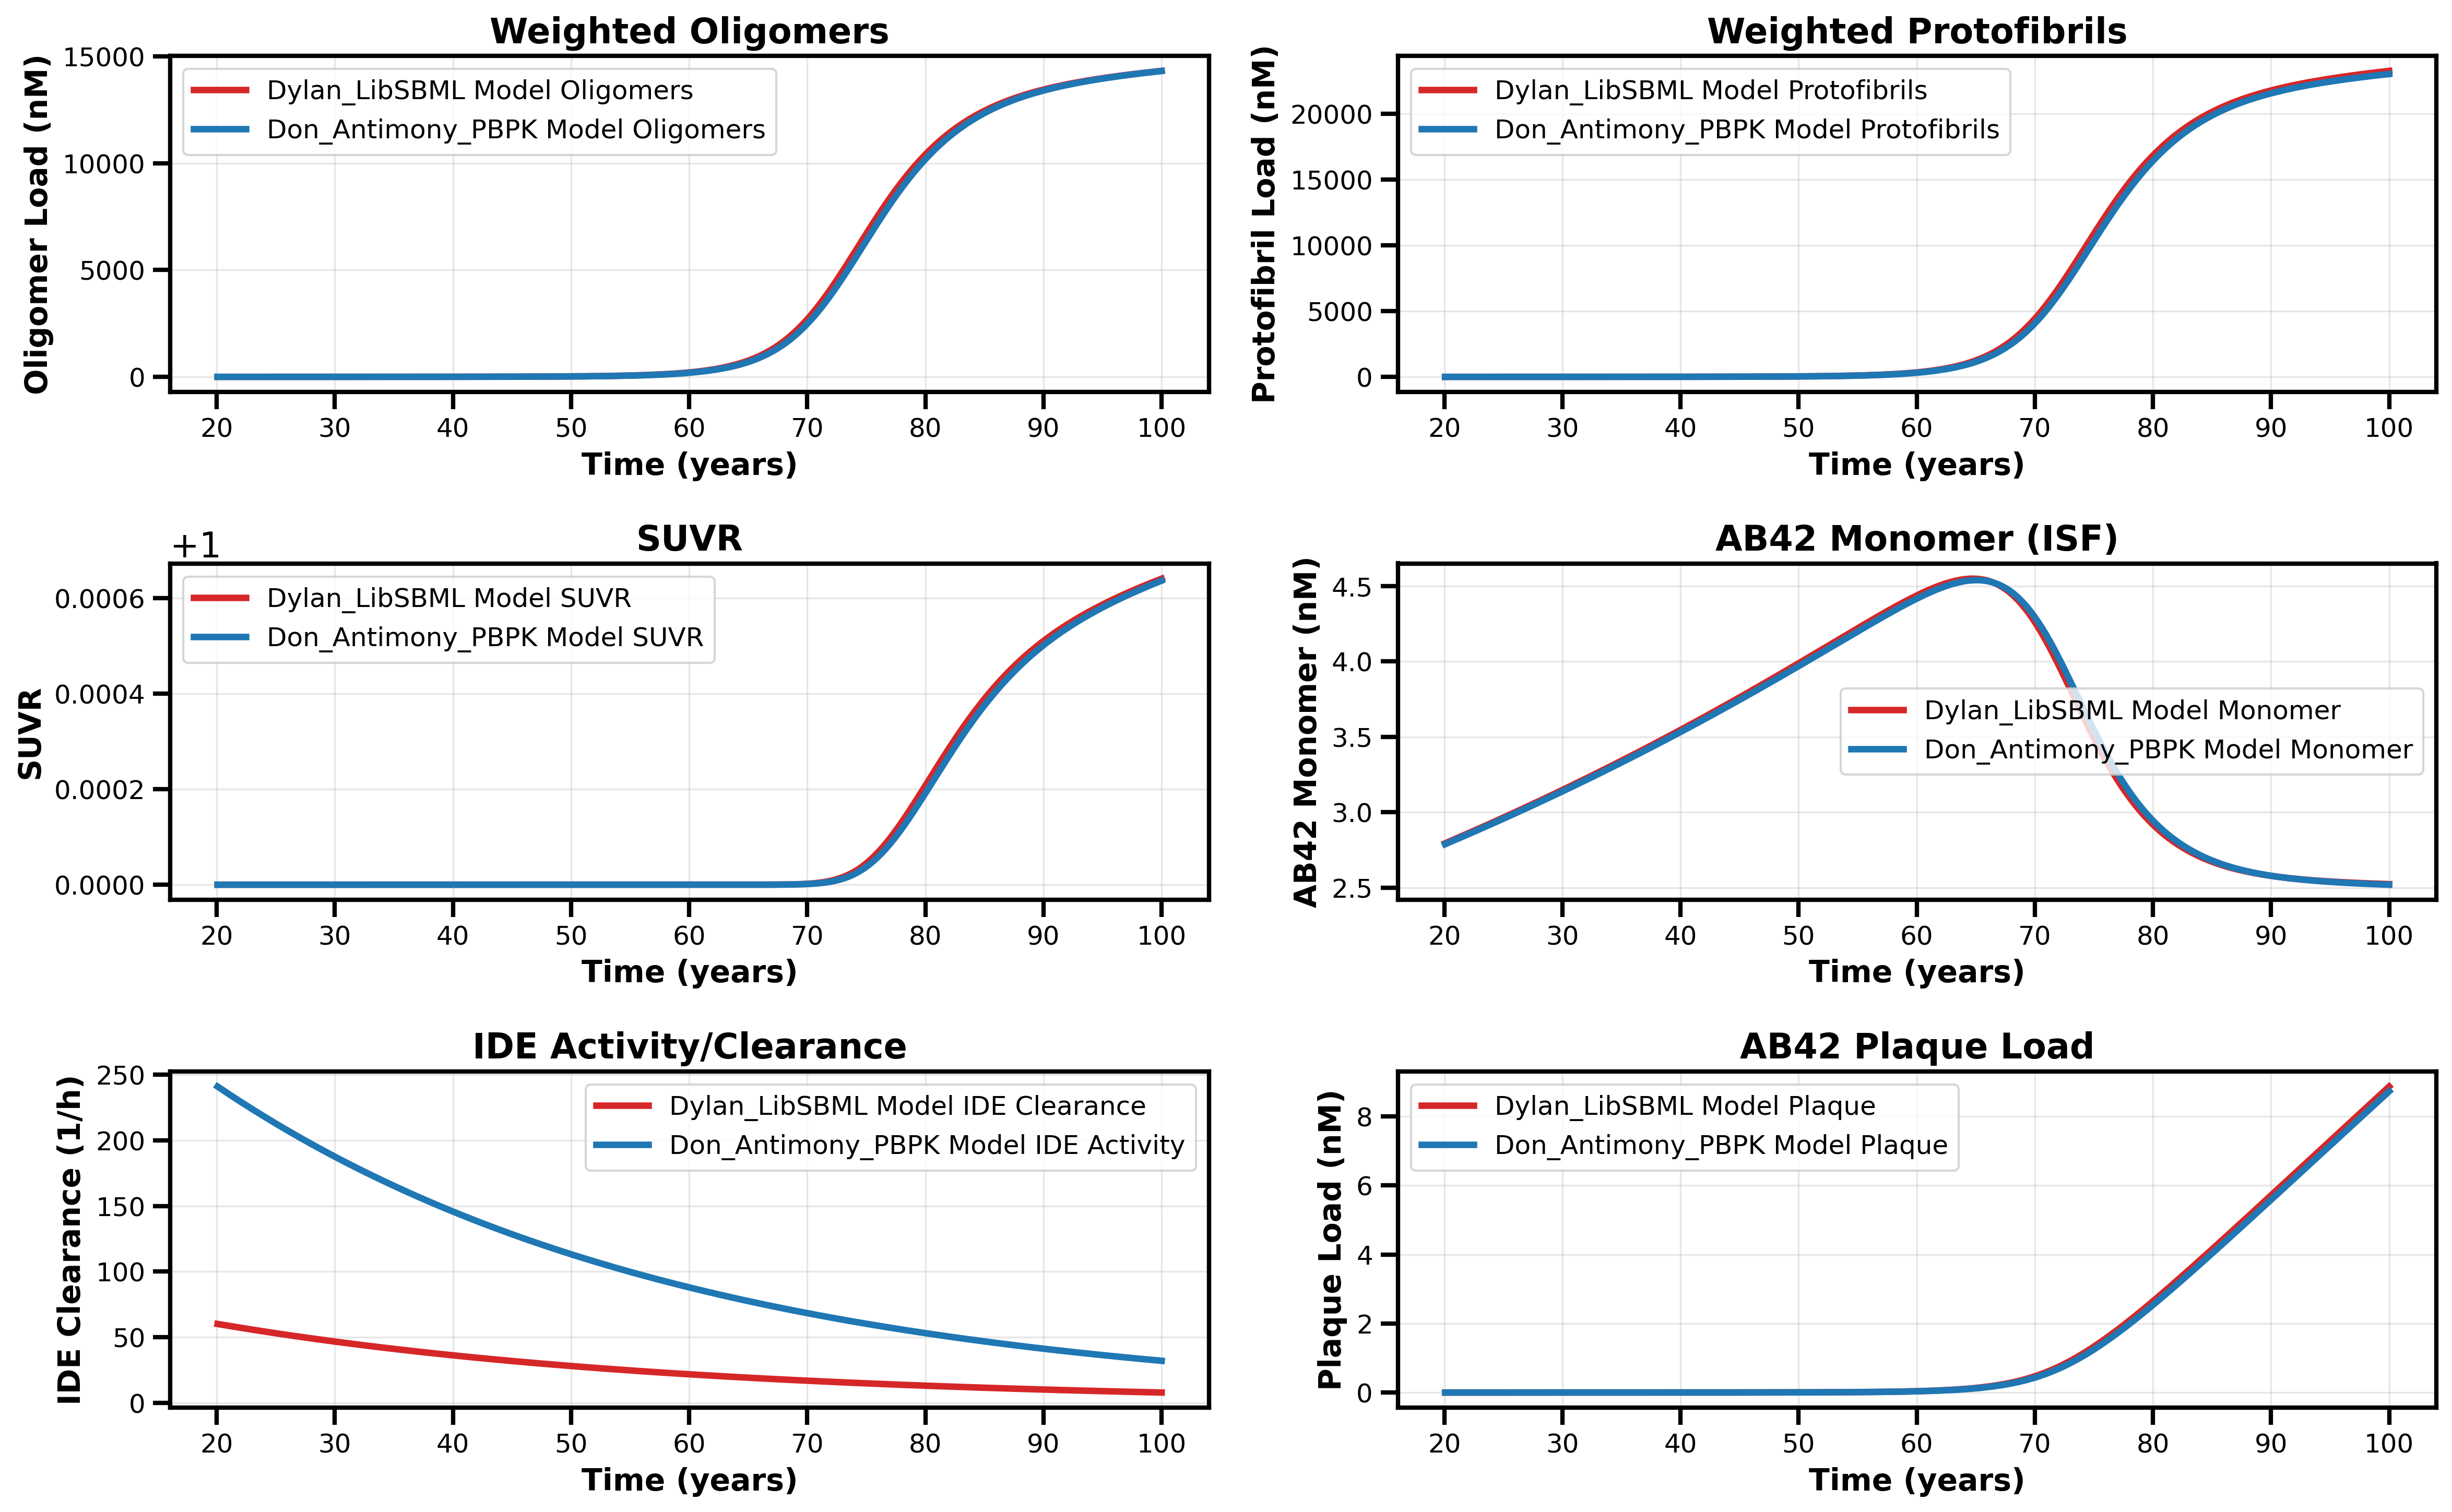 Weighted Oligomers
Oligomer Load (nM)
15000
10000
5000
0
Dylan_LibSBML Model Oligomers
Don_Antimony_PBPK Model Oligomers
20 30 40 50 60 70 80 90 100
Time (years)
Weighted Protofibrils
Protofibril Load (nM)
20000
15000
10000
5000
0
Dylan_LibSBML Model Protofibrils
Don_Antimony_PBPK Model Protofibrils
20 30 40 50 60 70 80 90 100
Time (years)
SUVR
+1
SUVR
0.0006
0.0004
0.0002
0.0000
Dylan_LibSBML Model SUVR
Don_Antimony_PBPK Model SUVR
20 30 40 50 60 70 80 90 100
Time (years)
AB42 Monomer (ISF)
AB42 Monomer (nM)
4.5
4.0
3.5
3.0
2.5
Dylan_LibSBML Model Monomer
Don_Antimony_PBPK Model Monomer
20 30 40 50 60 70 80 90 100
Time (years)
IDE Activity/Clearance
IDE Clearance (1/h)
250
200
150
100
50
0
Dylan_LibSBML Model IDE Clearance
Don_Antimony_PBPK Model IDE Activity
20 30 40 50 60 70 80 90 100
Time (years)
AB42 Plaque Load
Plaque Load (nM)
8
6
4
2
0
Dylan_LibSBML Model Plaque
Don_Antimony_PBPK Model Plaque
20 30 40 50 60 70 80 90 100
Time (years)